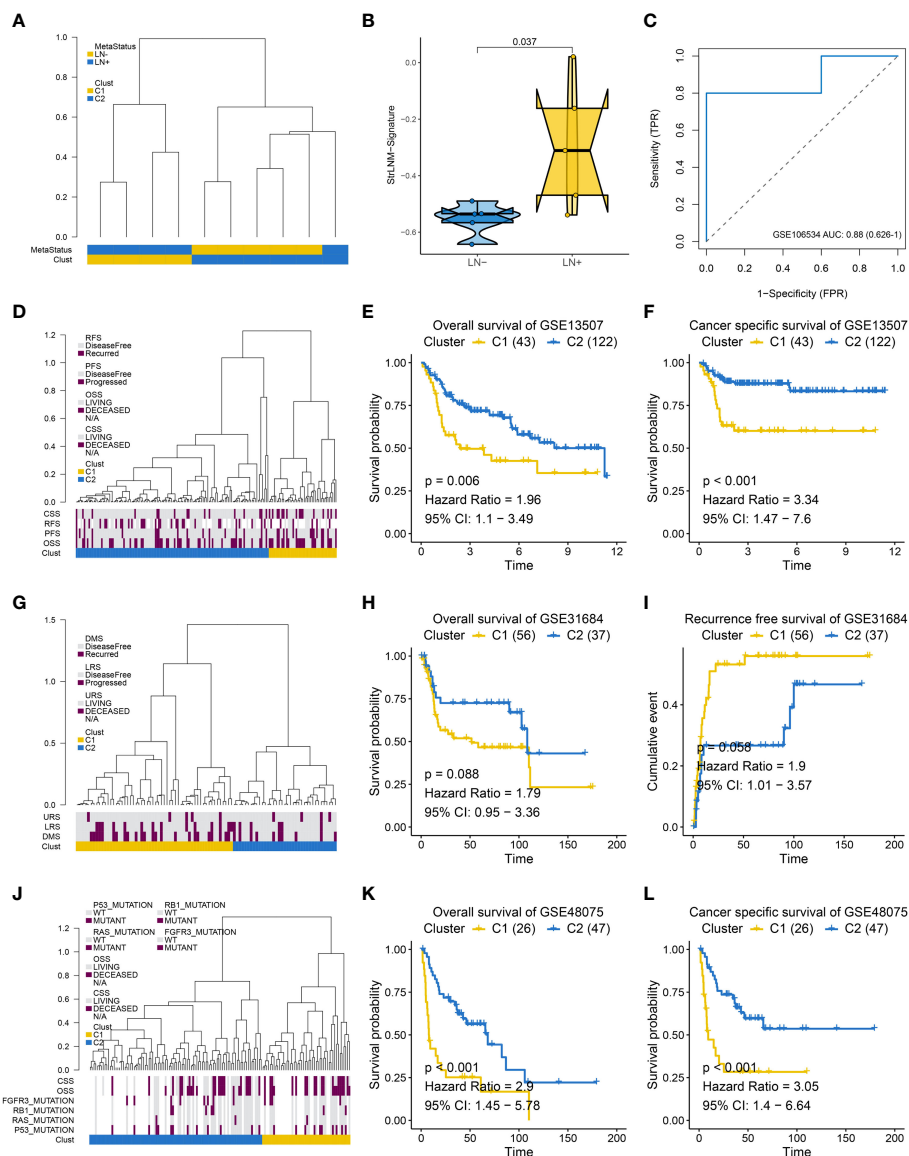 A
MetaStatus
LN-
LN+
Clust
C1
C2
1.0
0.8
0.6
0.4
0.2
0.0
MetaStatus
Clust
B
0.037
0.0
−0.2
−0.4
−0.6
StrLNM−Signature
LN−
LN+
C
1.0
0.8
0.6
0.4
0.2
0.0
Sensitivity (TPR)
GSE106534 AUC: 0.88 (0.626-1)
0.0 0.2 0.4 0.6 0.8 1.0
1−Specificity (FPR)
D
RFS
DiseaseFree
Recurred
PFS
DiseaseFree
Progressed
OSS
LIVING
DECEASED
N/A
CSS
LIVING
DECEASED
N/A
Clust
C1
C2
1.2
1.0
0.8
0.6
0.4
0.2
0.0
CSS
RFS
PFS
OSS
Clust
E
Overall survival of GSE13507
Cluster C1 (43) C2 (122)
1.00
0.75
0.50
0.25
0.00
Survival probability
p = 0.006
Hazard Ratio = 1.96
95% CI: 1.1 − 3.49
0 3 6 9 12
Time
F
Cancer specific survival of GSE13507
Cluster C1 (43) C2 (122)
1.00
0.75
0.50
0.25
0.00
Survival probability
p < 0.001
Hazard Ratio = 3.34
95% CI: 1.47 − 7.6
0 3 6 9 12
Time
G
DMS
DiseaseFree
Recurred
LRS
DiseaseFree
Progressed
URS
LIVING
DECEASED
N/A
Clust
C1
C2
1.5
1.0
0.5
0.0
URS
LRS
DMS
Clust
H
Overall survival of GSE31684
Cluster C1 (56) C2 (37)
1.00
0.75
0.50
0.25
0.00
Survival probability
p = 0.088
Hazard Ratio = 1.79
95% CI: 0.95 − 3.36
0 50 100 150 200
Time
I
Recurrence free survival of GSE31684
Cluster C1 (56) C2 (37)
0.4
0.2
0.0
Cumulative event
p = 0.058
Hazard Ratio = 1.9
95% CI: 1.01 − 3.57
0 50 100 150 200
Time
J
P53_MUTATION
WT
MUTANT
RB1_MUTATION
WT
MUTANT
RAS_MUTATION
WT
MUTANT
FGFR3_MUTATION
WT
MUTANT
OSS
LIVING
DECEASED
N/A
CSS
LIVING
DECEASED
N/A
Clust
C1
C2
1.2
1.0
0.8
0.6
0.4
0.2
0.0
CSS
OSS
FGFR3_MUTATION
RB1_MUTATION
RAS_MUTATION
P53_MUTATION
Clust
K
Overall survival of GSE48075
Cluster C1 (26) C2 (47)
1.00
0.75
0.50
0.25
0.00
Survival probability
p < 0.001
Hazard Ratio = 2.9
95% CI: 1.45 − 5.78
0 50 100 150 200
Time
L
Cancer specific survival of GSE48075
Cluster C1 (26) C2 (47)
1.00
0.75
0.50
0.25
0.00
Survival probability
p < 0.001
Hazard Ratio = 3.05
95% CI: 1.4 − 6.64
0 50 100 150 200
Time